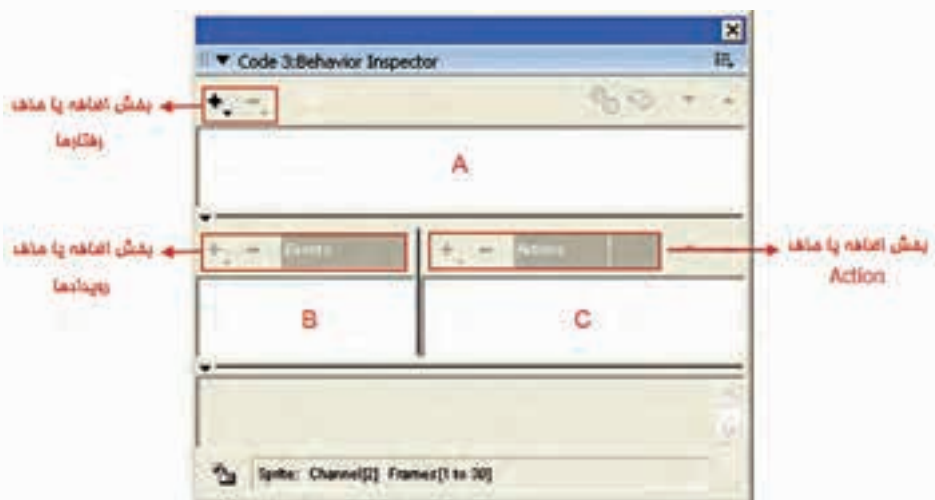 Code 3:Behavior Inspector
بخش اضافه یا حذف
رفتارها
A
بخش اضافه یا حذف
رویدادها
Events
Actions
بخش اضافه یا حذف
Action
B
C
Sprite: Channel[2] Frames[1 to 30]